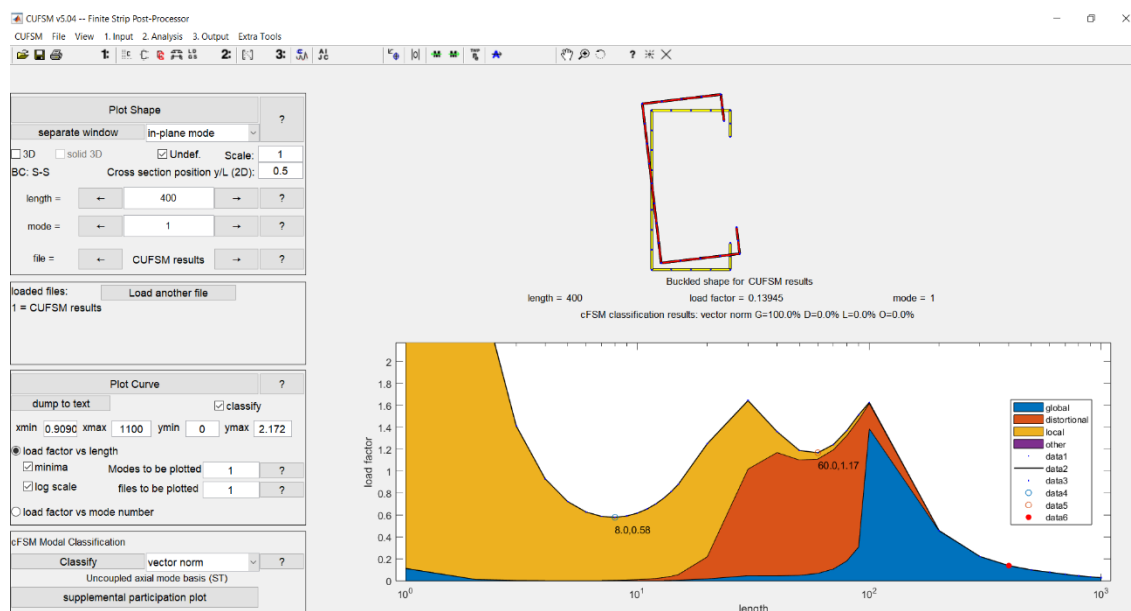 CUFSM v5.04 -- Finite Strip Post-Processor
CUFSM File View 1. Input 2. Analysis 3. Output Extra Tools
1: 2: 3: ?
Plot Shape ?
separate window in-plane mode
3D solid 3D Undef. Scale: 1
BC: S-S Cross section position y/L (2D): 0.5
length = ← 400 → ?
mode = ← 1 → ?
file = ← CUFSM results → ?
loaded files: Load another file
1 = CUFSM results
Plot Curve ?
dump to text classify
xmin 0.9090 xmax 1100 ymin 0 ymax 2.172
load factor vs length
minima Modes to be plotted 1 ?
log scale files to be plotted 1 ?
load factor vs mode number
cFSM Modal Classification
Classify vector norm ?
Uncoupled axial mode basis (ST)
supplemental participation plot
Buckled shape for CUFSM results
length = 400 load factor = 0.13945 mode = 1
cFSM classification results: vector norm G=100.0% D=0.0% L=0.0% O=0.0%
load factor
2
1.8
1.6
1.4
1.2
1
0.8
0.6
0.4
0.2
0
8.0,0.58
60.0,1.17
global
distortional
local
other
data1
data2
data3
data4
data5
data6
10^0 10^1 10^2 10^3
length